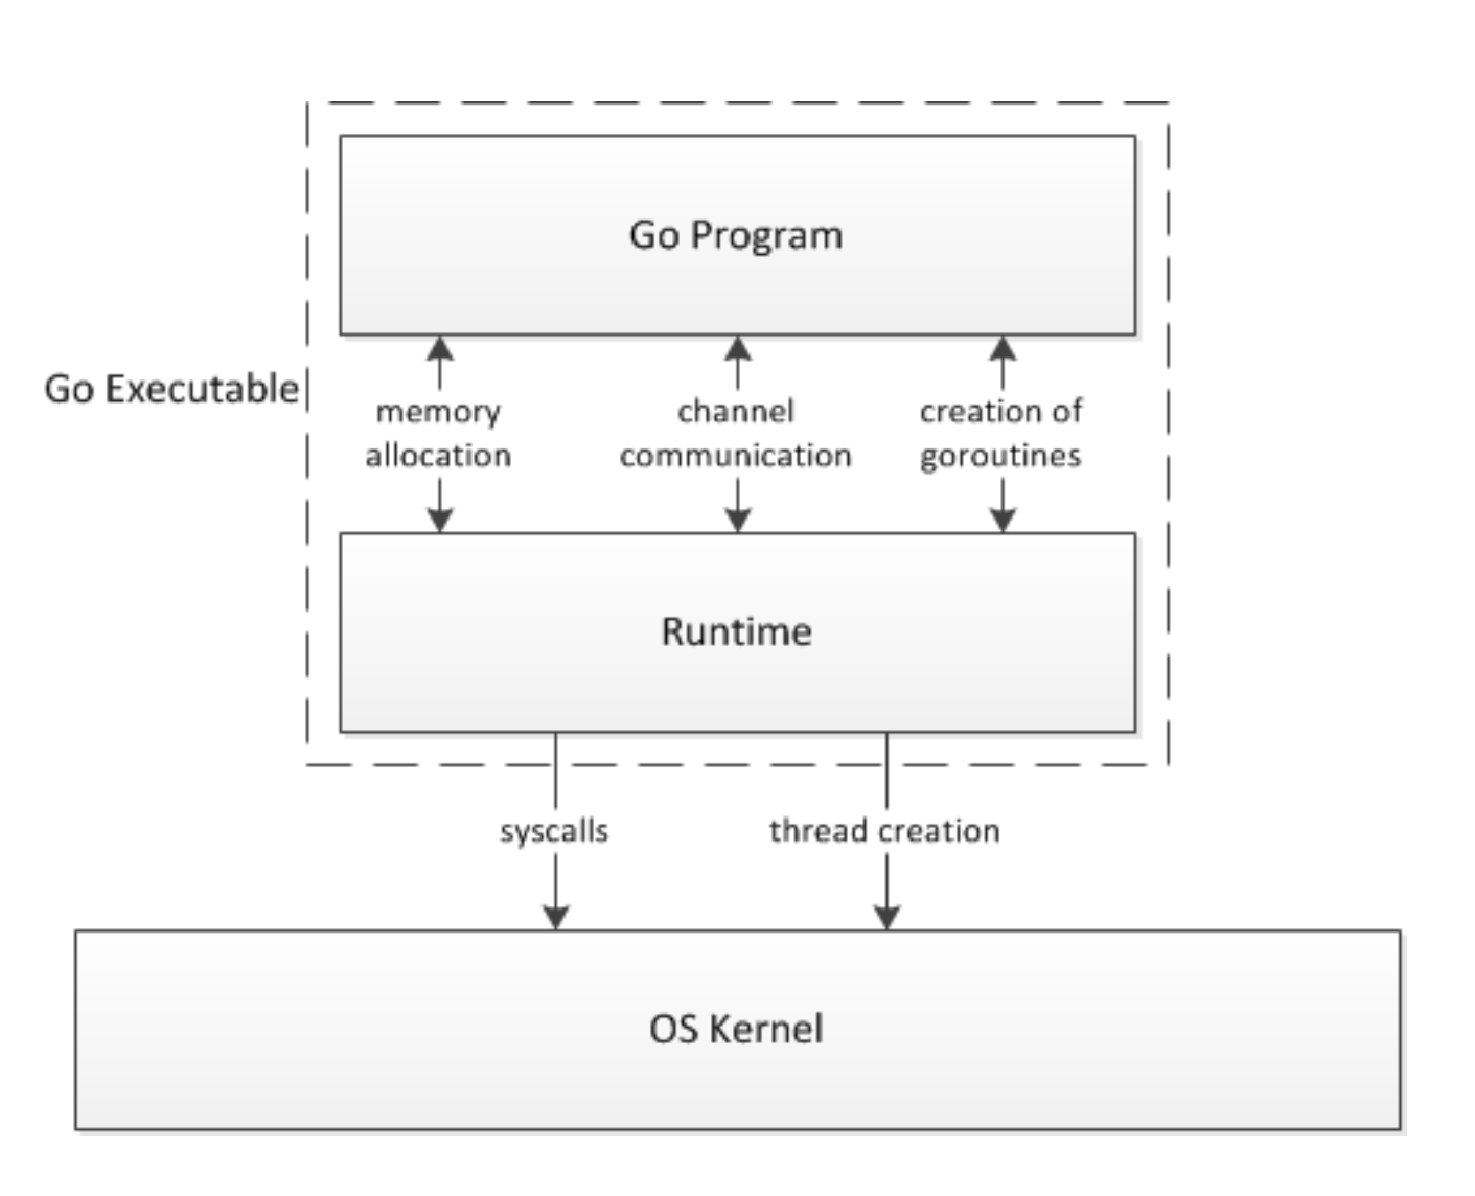 Go Program
Go Executable
memory
allocation
channel
communication
creation of
goroutines
Runtime
syscalls
thread creation
OS Kernel